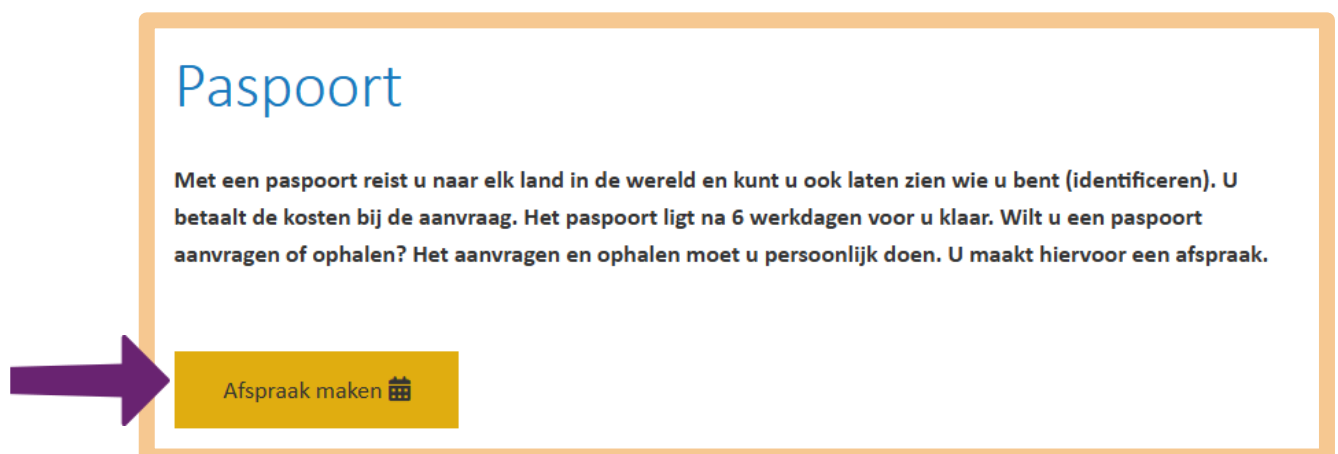 Paspoort
Met een paspoort reist u naar elk land in de wereld en kunt u ook laten zien wie u bent (identificeren). U
betaalt de kosten bij de aanvraag. Het paspoort ligt na 6 werkdagen voor u klaar. Wilt u een paspoort
aanvragen of ophalen? Het aanvragen en ophalen moet u persoonlijk doen. U maakt hiervoor een afspraak.
Afspraak maken